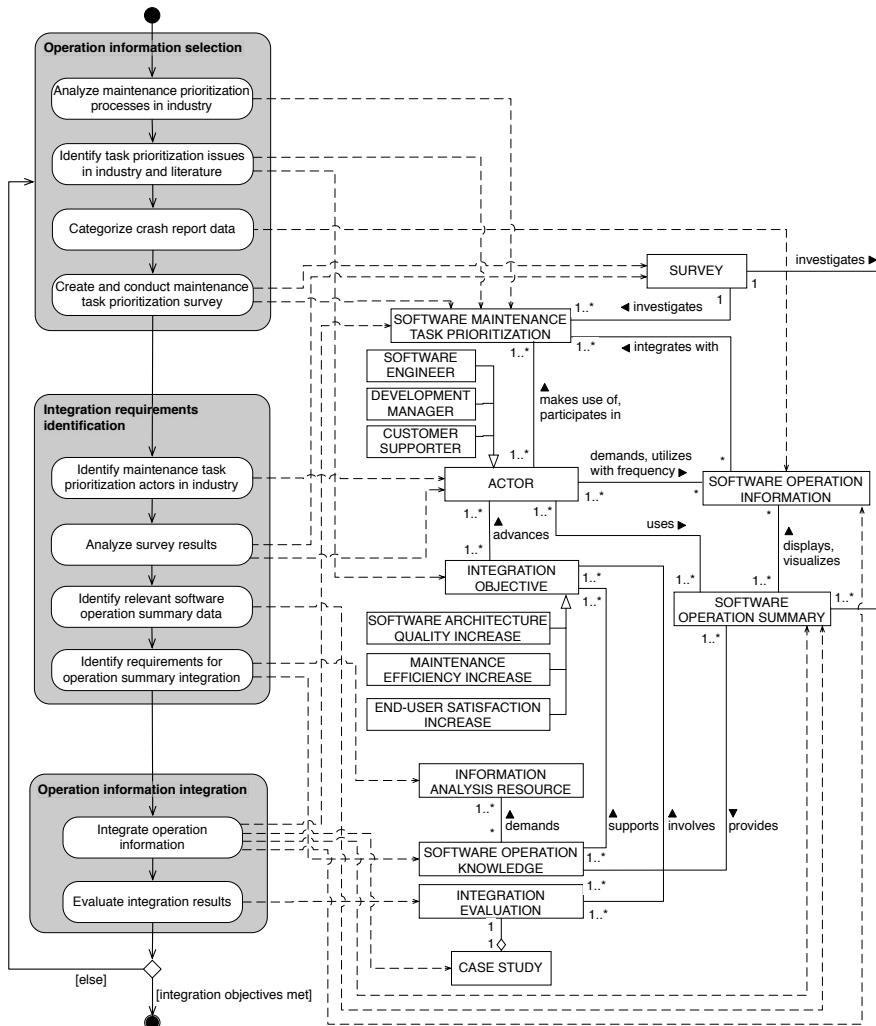 Operation information selection
Analyze maintenance prioritization
processes in industry
Identify task prioritization issues
in industry and literature
Categorize crash report data
Create and conduct maintenance
task prioritization survey
Integration requirements
identification
Identify maintenance task
prioritization actors in industry
Analyze survey results
Identify relevant software
operation summary data
Identify requirements for
operation summary integration
Operation information integration
Integrate operation
information
Evaluate integration results
[else]
[integration objectives met]
SURVEY
investigates ►
1
1
1..*
◄ investigates
SOFTWARE MAINTENANCE
TASK PRIORITIZATION
1..*
1..*
◄ integrates with
SOFTWARE
ENGINEER
DEVELOPMENT
MANAGER
CUSTOMER
SUPPORTER
▲
makes use of,
participates in
1..*
demands, utilizes
with frequency ►
*
ACTOR
1..*
*
SOFTWARE OPERATION
INFORMATION
1..*
1..*
*
▲
advances
uses ►
▲
displays,
visualizes
1..*
1..*
1..*
INTEGRATION
OBJECTIVE
1..*
1..*
SOFTWARE
OPERATION SUMMARY
1..*
1..*
SOFTWARE ARCHITECTURE
QUALITY INCREASE
MAINTENANCE
EFFICIENCY INCREASE
END-USER SATISFACTION
INCREASE
INFORMATION
ANALYSIS RESOURCE
1..*
▲
demands
*
▲
supports
▲
involves
▼
provides
SOFTWARE OPERATION
KNOWLEDGE
1..*
1..*
INTEGRATION
EVALUATION
1..*
1
1
CASE STUDY